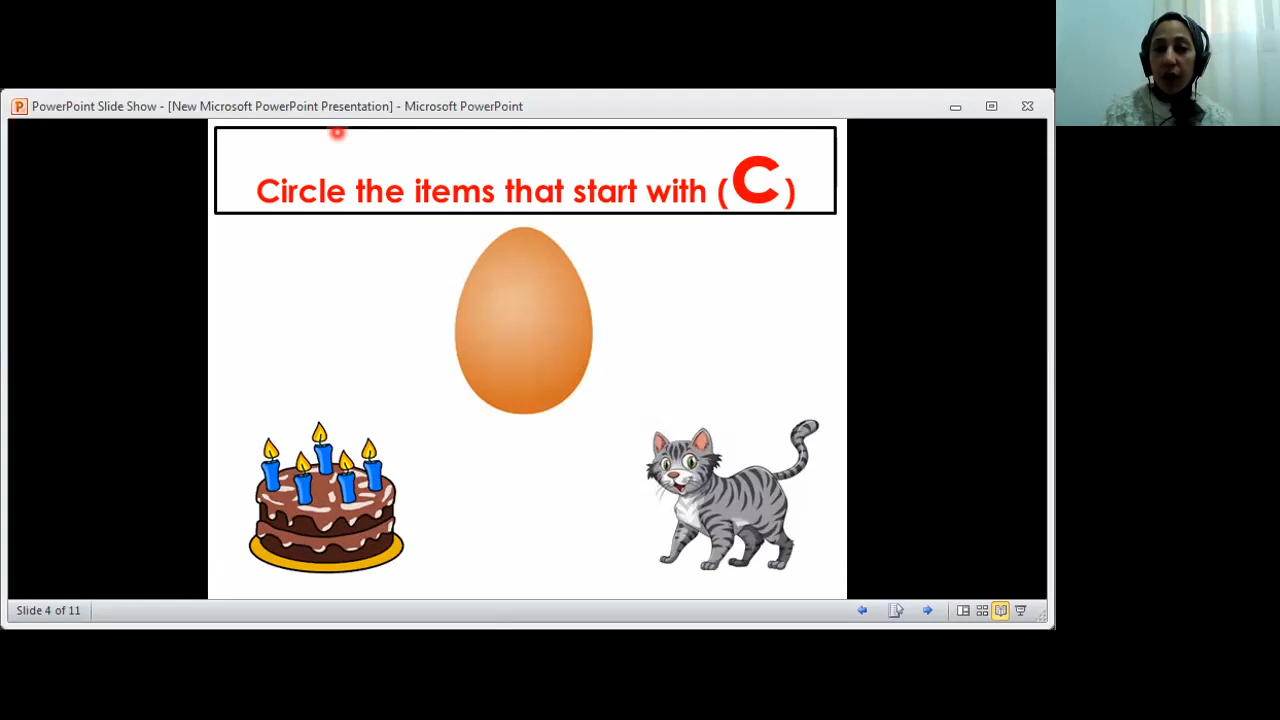 PowerPoint Slide Show - [New Microsoft PowerPoint Presentation] - Microsoft PowerPoint
Circle the items that start with (C)
Slide 4 of 11